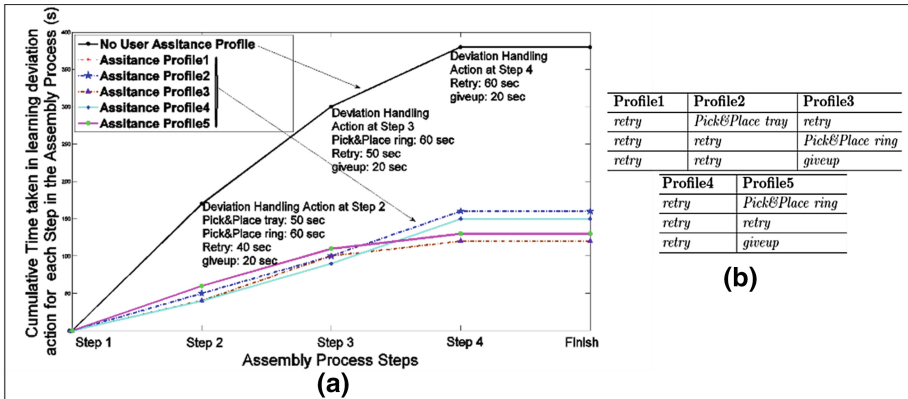 Cumulative Time taken in learning deviation
action for each Step in the Assembly Process (s)
400
300
200
150
100
50
0
No User Assitance Profile
Assitance Profile1
Assitance Profile2
Assitance Profile3
Assitance Profile4
Assitance Profile5
Deviation Handling
Action at Step 4
Retry: 60 sec
giveup: 20 sec
Deviation Handling
Action at Step 3
Pick&Place ring: 60 sec
Retry: 50 sec
giveup: 20 sec
Deviation Handling Action at Step 2
Pick&Place tray: 50 sec
Pick&Place ring: 60 sec
Retry: 40 sec
giveup: 20 sec
Step 1 Step 2 Step 3 Step 4 Finish
Assembly Process Steps
(a)
Profile1 Profile2 Profile3
retry Pick&Place tray retry
retry retry Pick&Place ring
retry retry giveup
Profile4 Profile5
retry Pick&Place ring
retry retry
retry giveup
(b)